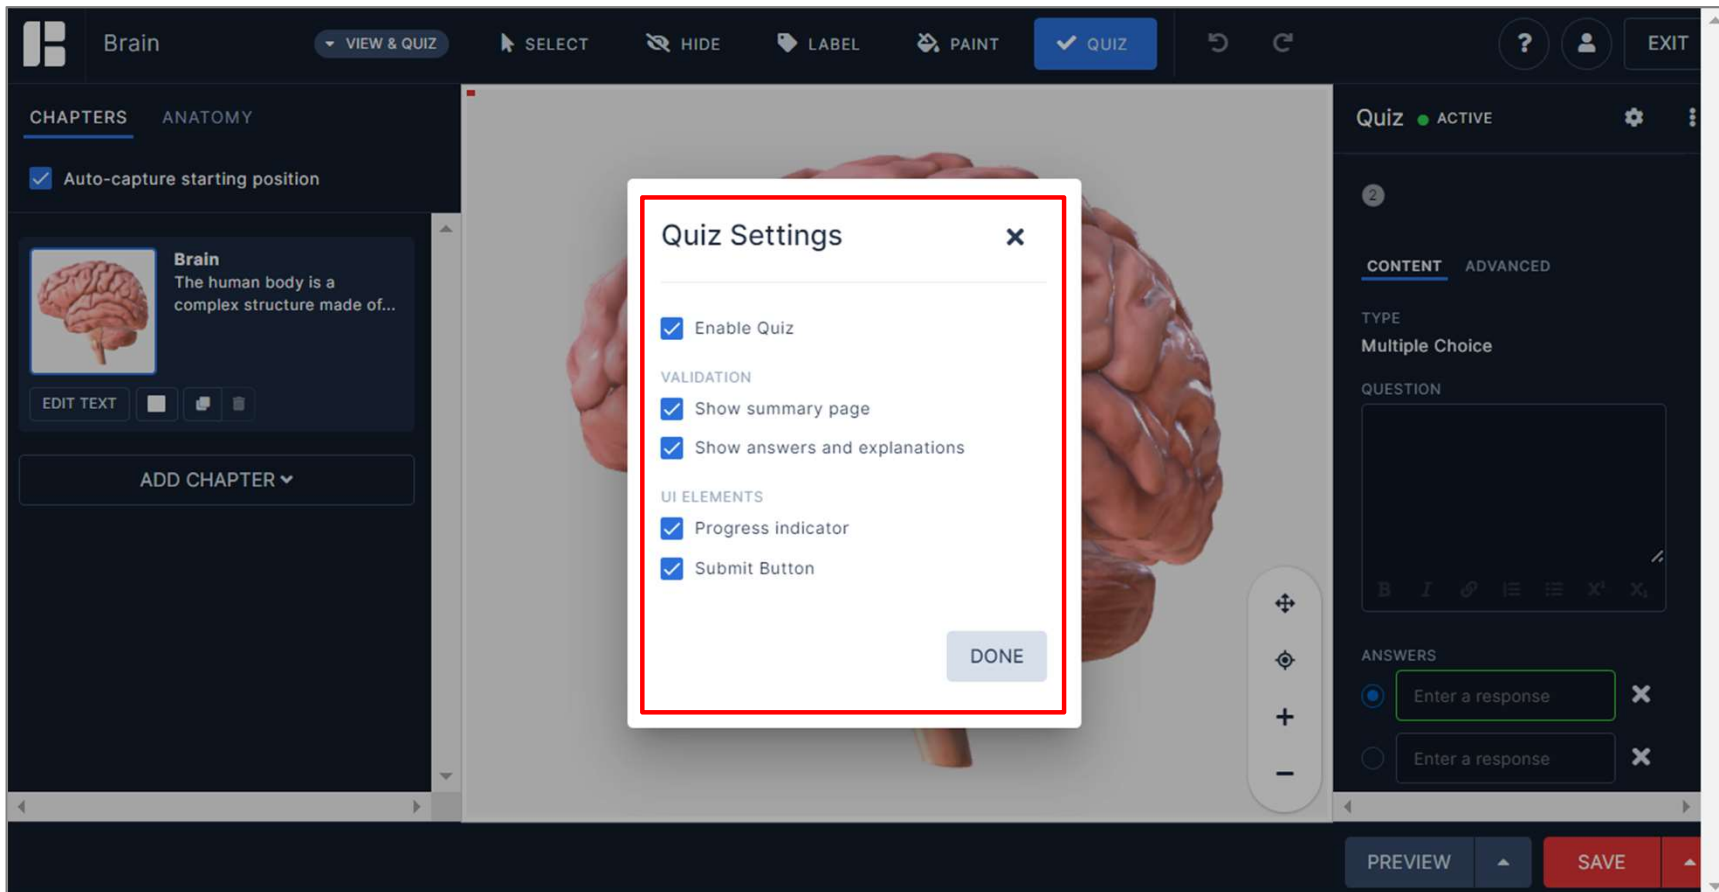 Brain
VIEW & QUIZ
SELECT
HIDE
LABEL
PAINT
QUIZ
?
EXIT
CHAPTERS
ANATOMY
Auto-capture starting position
Brain
The human body is a
complex structure made of...
EDIT TEXT
ADD CHAPTER
Quiz Settings
Enable Quiz
VALIDATION
Show summary page
Show answers and explanations
UI ELEMENTS
Progress indicator
Submit Button
DONE
Quiz ACTIVE
2
CONTENT ADVANCED
TYPE
Multiple Choice
QUESTION
B I X² X₁
ANSWERS
Enter a response
Enter a response
PREVIEW
SAVE